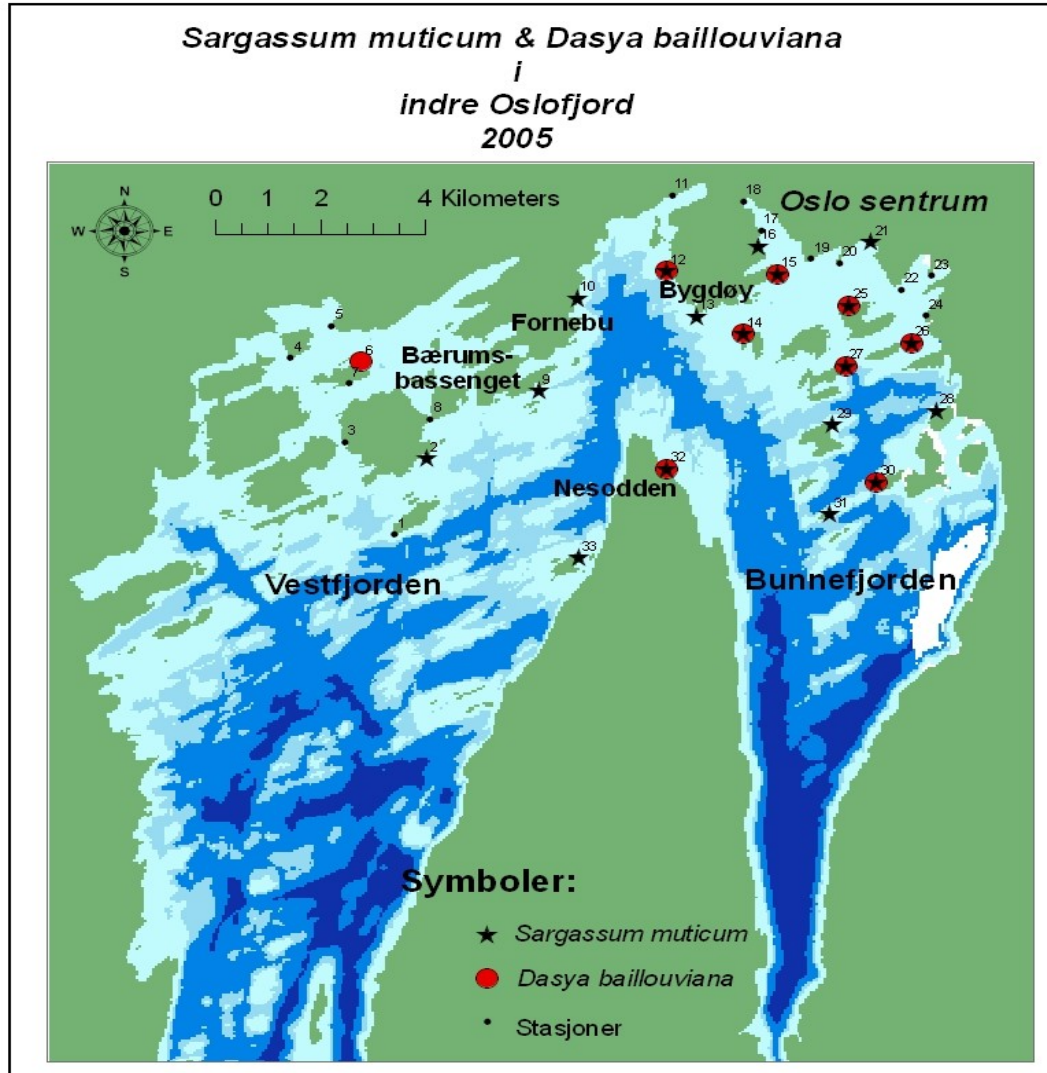 Sargassum muticum & Dasya baillouviana
i
indre Oslofjord
2005
N
W E
S
0 2 4 Kilometers
Oslo sentrum
11
18
17
16
21
19
20
12
15
23
22
10
Bygdøy
13
25
24
Fornebu
14
26
5
4
6
7
Bærums-
bassenget
27
9
8
28
29
3
2
32
Nesodden
30
31
1
33
Vestfjorden
Bunnefjorden
Symboler:
Sargassum muticum
Dasya baillouviana
Stasjoner